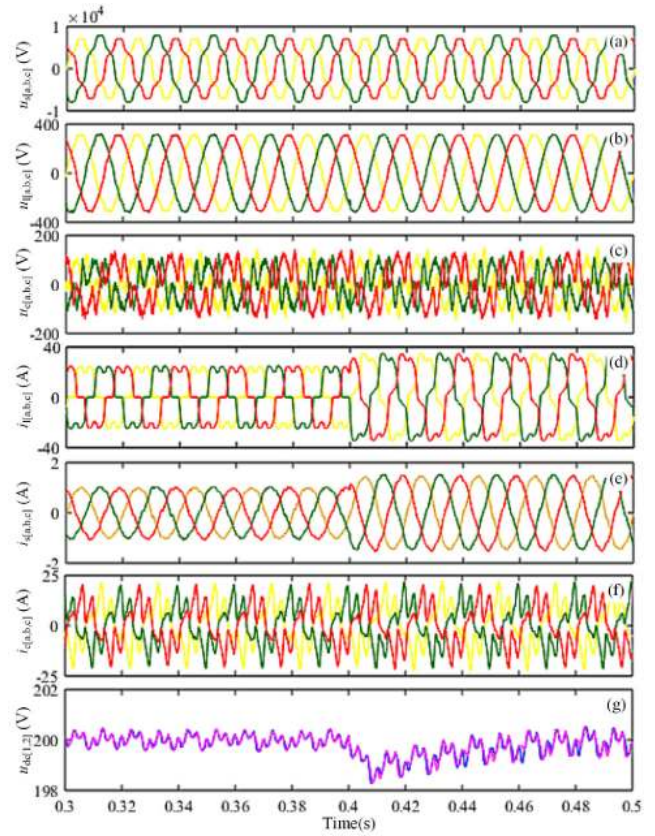 1 × 10⁴
0
-1
u_s[a,b,c] (V)
(a)
400
0
-400
u_l[a,b,c] (V)
(b)
200
0
-200
u_c[a,b,c] (V)
(c)
40
0
-40
i_l[a,b,c] (A)
(d)
2
0
-2
i_s[a,b,c] (A)
(e)
25
0
-25
i_c[a,b,c] (A)
(f)
202
200
198
u_dc[1,2] (V)
(g)
0.3 0.32 0.34 0.36 0.38 0.4 0.42 0.44 0.46 0.48 0.5
Time(s)